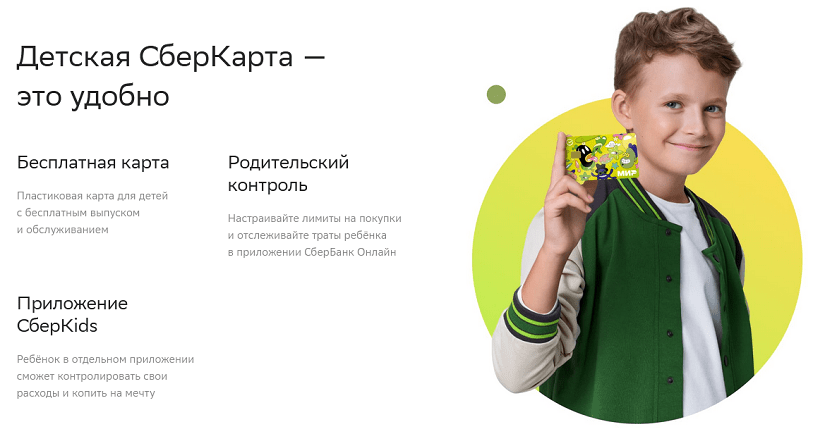 Детская СберКарта —
это удобно
Бесплатная карта
Пластиковая карта для детей
с бесплатным выпуском
и обслуживанием
Родительский
контроль
Настраивайте лимиты на покупки
и отслеживайте траты ребёнка
в приложении СберБанк Онлайн
Приложение
СберKids
Ребёнок в отдельном приложении
сможет контролировать свои
расходы и копить на мечту
МИР